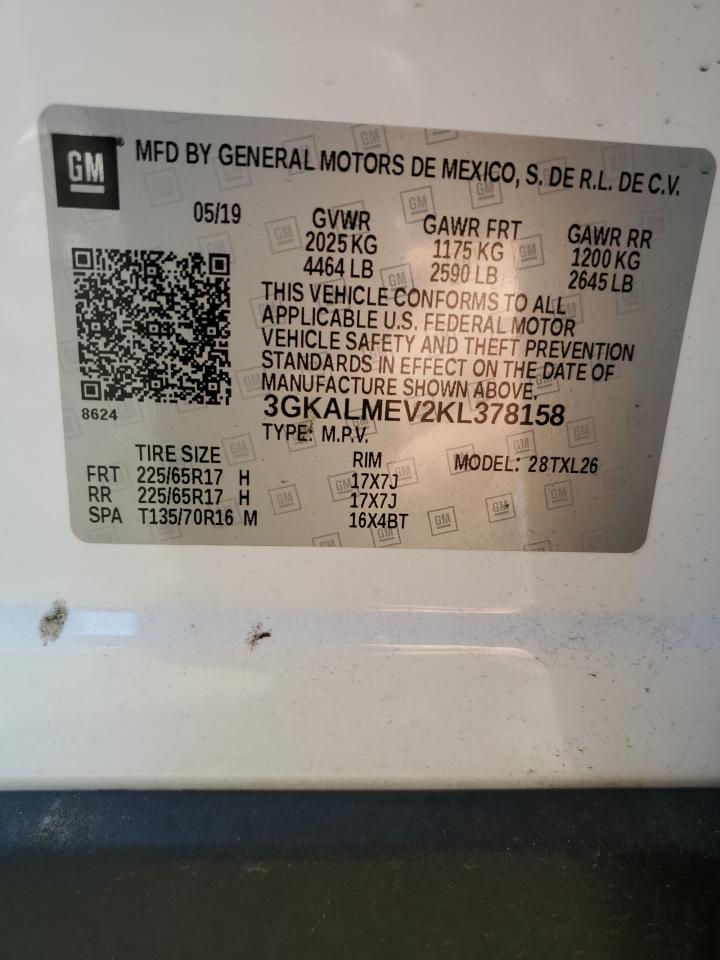 GM ® MFD BY GENERAL MOTORS DE MEXICO, S. DE R.L. DE C.V.
05/19 GVWR GAWR FRT GAWR RR
2025 KG 1175 KG 1200 KG
4464 LB 2590 LB 2645 LB
THIS VEHICLE CONFORMS TO ALL
APPLICABLE U.S. FEDERAL MOTOR
VEHICLE SAFETY AND THEFT PREVENTION
STANDARDS IN EFFECT ON THE DATE OF
MANUFACTURE SHOWN ABOVE.
8624 3GKALMEV2KL378158
TYPE: M.P.V.
TIRE SIZE RIM MODEL: 28TXL26
FRT 225/65R17 H 17X7J
RR 225/65R17 H 17X7J
SPA T135/70R16 M 16X4BT